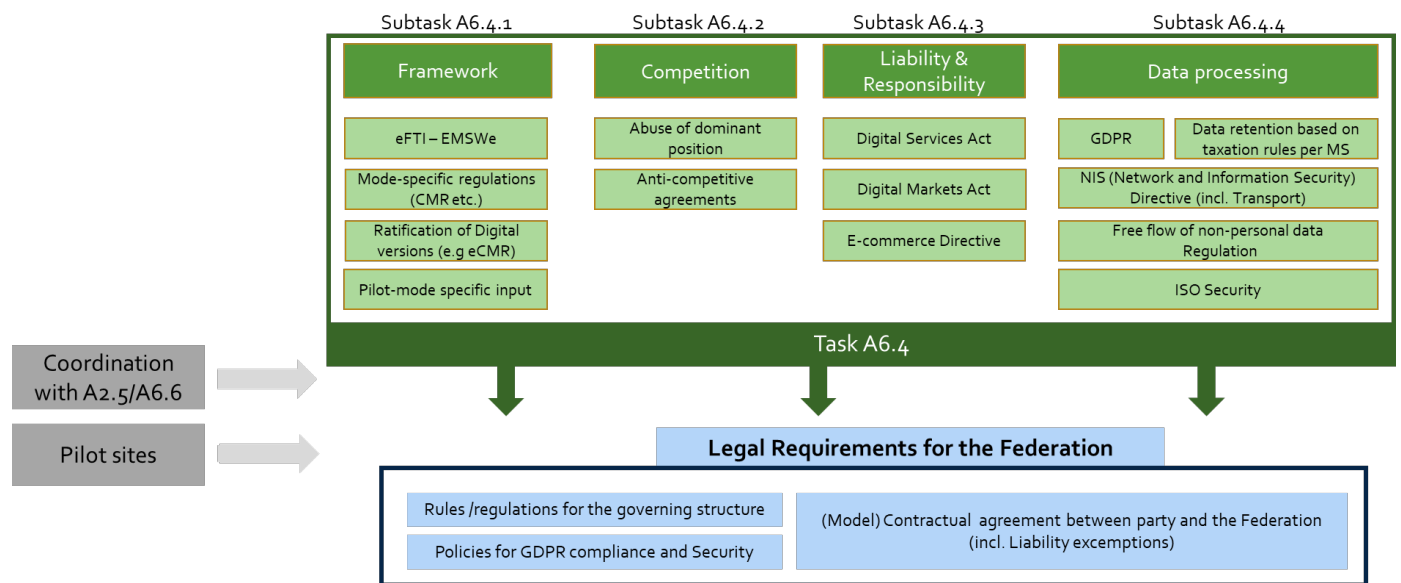 Subtask A6.4.1
Subtask A6.4.2
Subtask A6.4.3
Subtask A6.4.4
Framework
Competition
Liability &
Responsibility
Data processing
eFTI – EMSWe
Mode-specific regulations
(CMR etc.)
Ratification of Digital
versions (e.g eCMR)
Pilot-mode specific input
Abuse of dominant
position
Anti-competitive
agreements
Digital Services Act
Digital Markets Act
E-commerce Directive
GDPR
Data retention based on
taxation rules per MS
NIS (Network and Information Security)
Directive (incl. Transport)
Free flow of non-personal data
Regulation
ISO Security
Task A6.4
Coordination
with A2.5/A6.6
Pilot sites
Legal Requirements for the Federation
Rules /regulations for the governing structure
Policies for GDPR compliance and Security
(Model) Contractual agreement between party and the Federation
(incl. Liability excemptions)